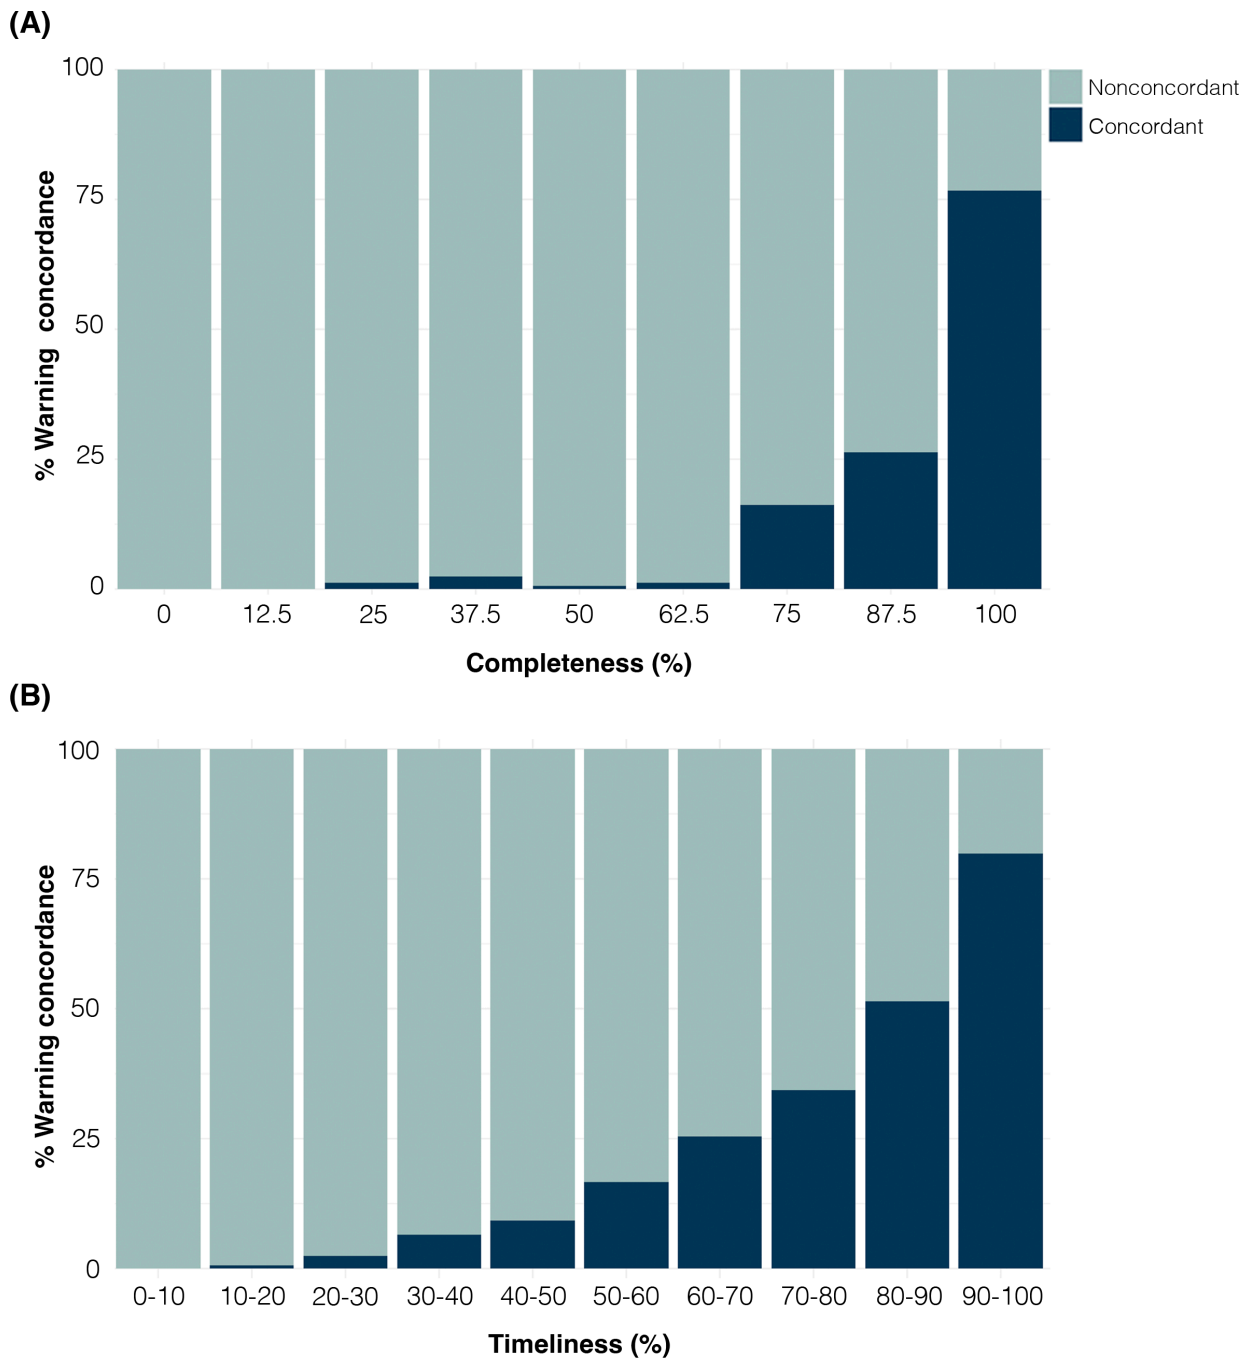 (A)
100
75
50
25
0
% Warning concordance
0 12.5 25 37.5 50 62.5 75 87.5 100
Completeness (%)
Nonconcordant
Concordant
(B)
100
75
50
25
0
% Warning concordance
0-10 10-20 20-30 30-40 40-50 50-60 60-70 70-80 80-90 90-100
Timeliness (%)